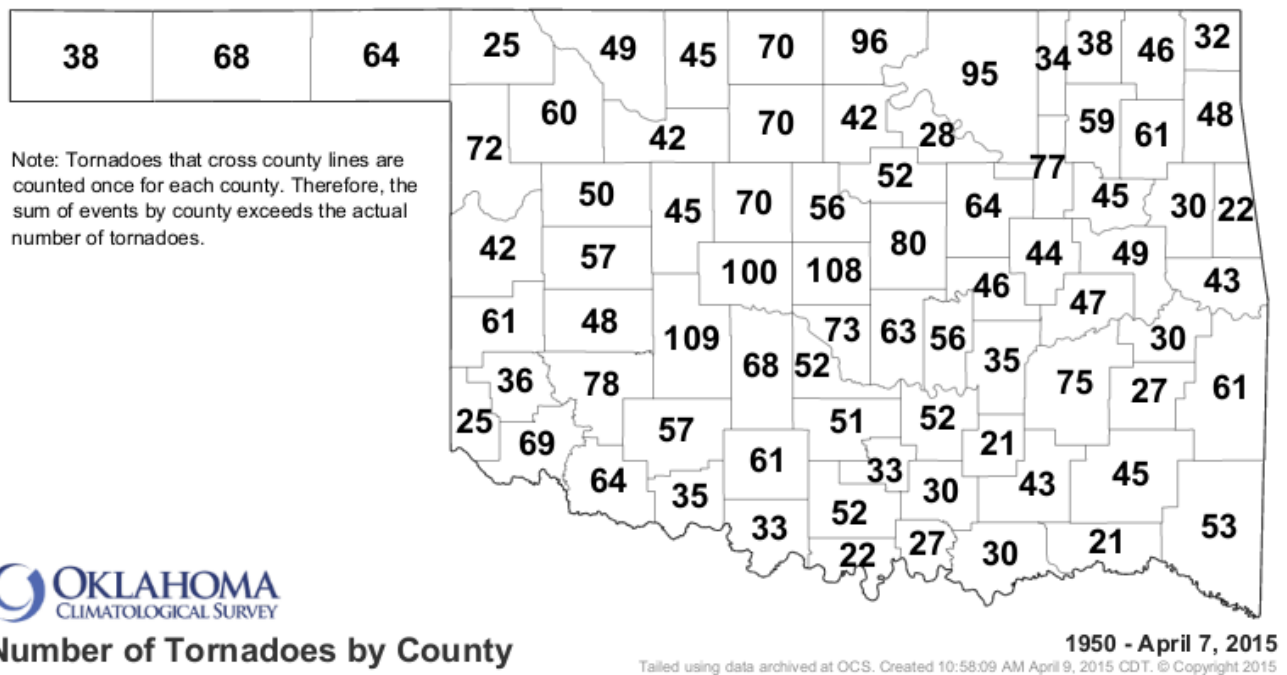 38 68 64 25 49 45 70 96 95 34 38 46 32
72 60 42 70 42 28 59 61 48
Note: Tornadoes that cross county lines are
counted once for each county. Therefore, the
sum of events by county exceeds the actual
number of tornadoes.
50 45 70 56 52 64 77 45 30 22
42 57 100 108 80 44 49 43
46 47
61 48 109 68 52 73 63 56 35 30
36 78 75 27 61
25 69 57 51 52 21
64 35 61 33 30 43 45
33 52 53
22 27 30 21
OKLAHOMA
CLIMATOLOGICAL SURVEY
Number of Tornadoes by County
1950 - April 7, 2015
Tailed using data archived at OCS. Created 10:58:09 AM April 9, 2015 CDT. © Copyright 2015